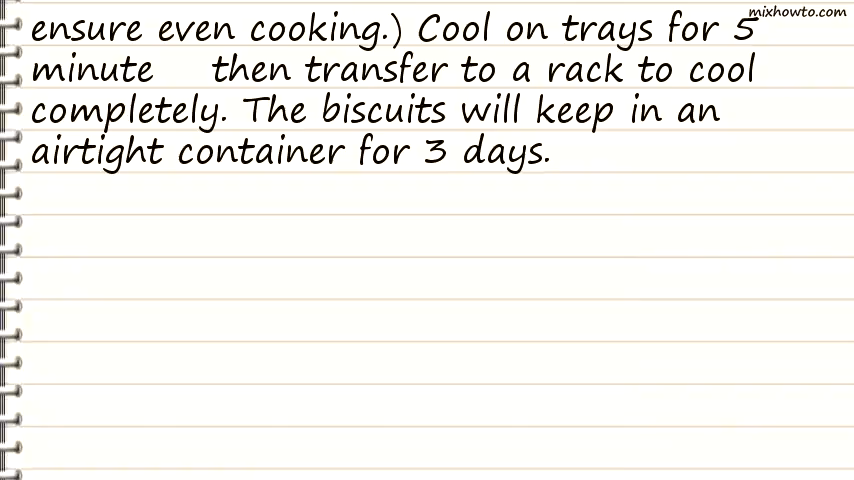 mixhowto.com
ensure even cooking.) Cool on trays for 5
minute then transfer to a rack to cool
completely. The biscuits will keep in an
airtight container for 3 days.